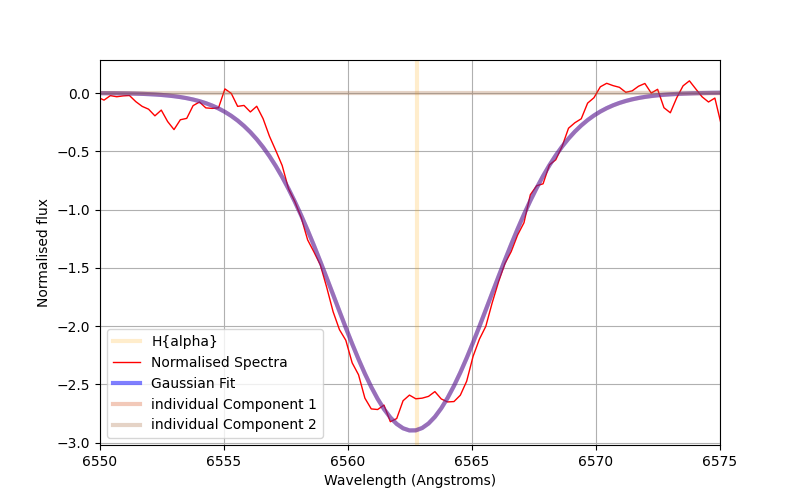 0.0
−0.5
−1.0
−1.5
−2.0
−2.5
−3.0
Normalised flux
H{alpha}
Normalised Spectra
Gaussian Fit
individual Component 1
individual Component 2
6550 6555 6560 6565 6570 6575
Wavelength (Angstroms)